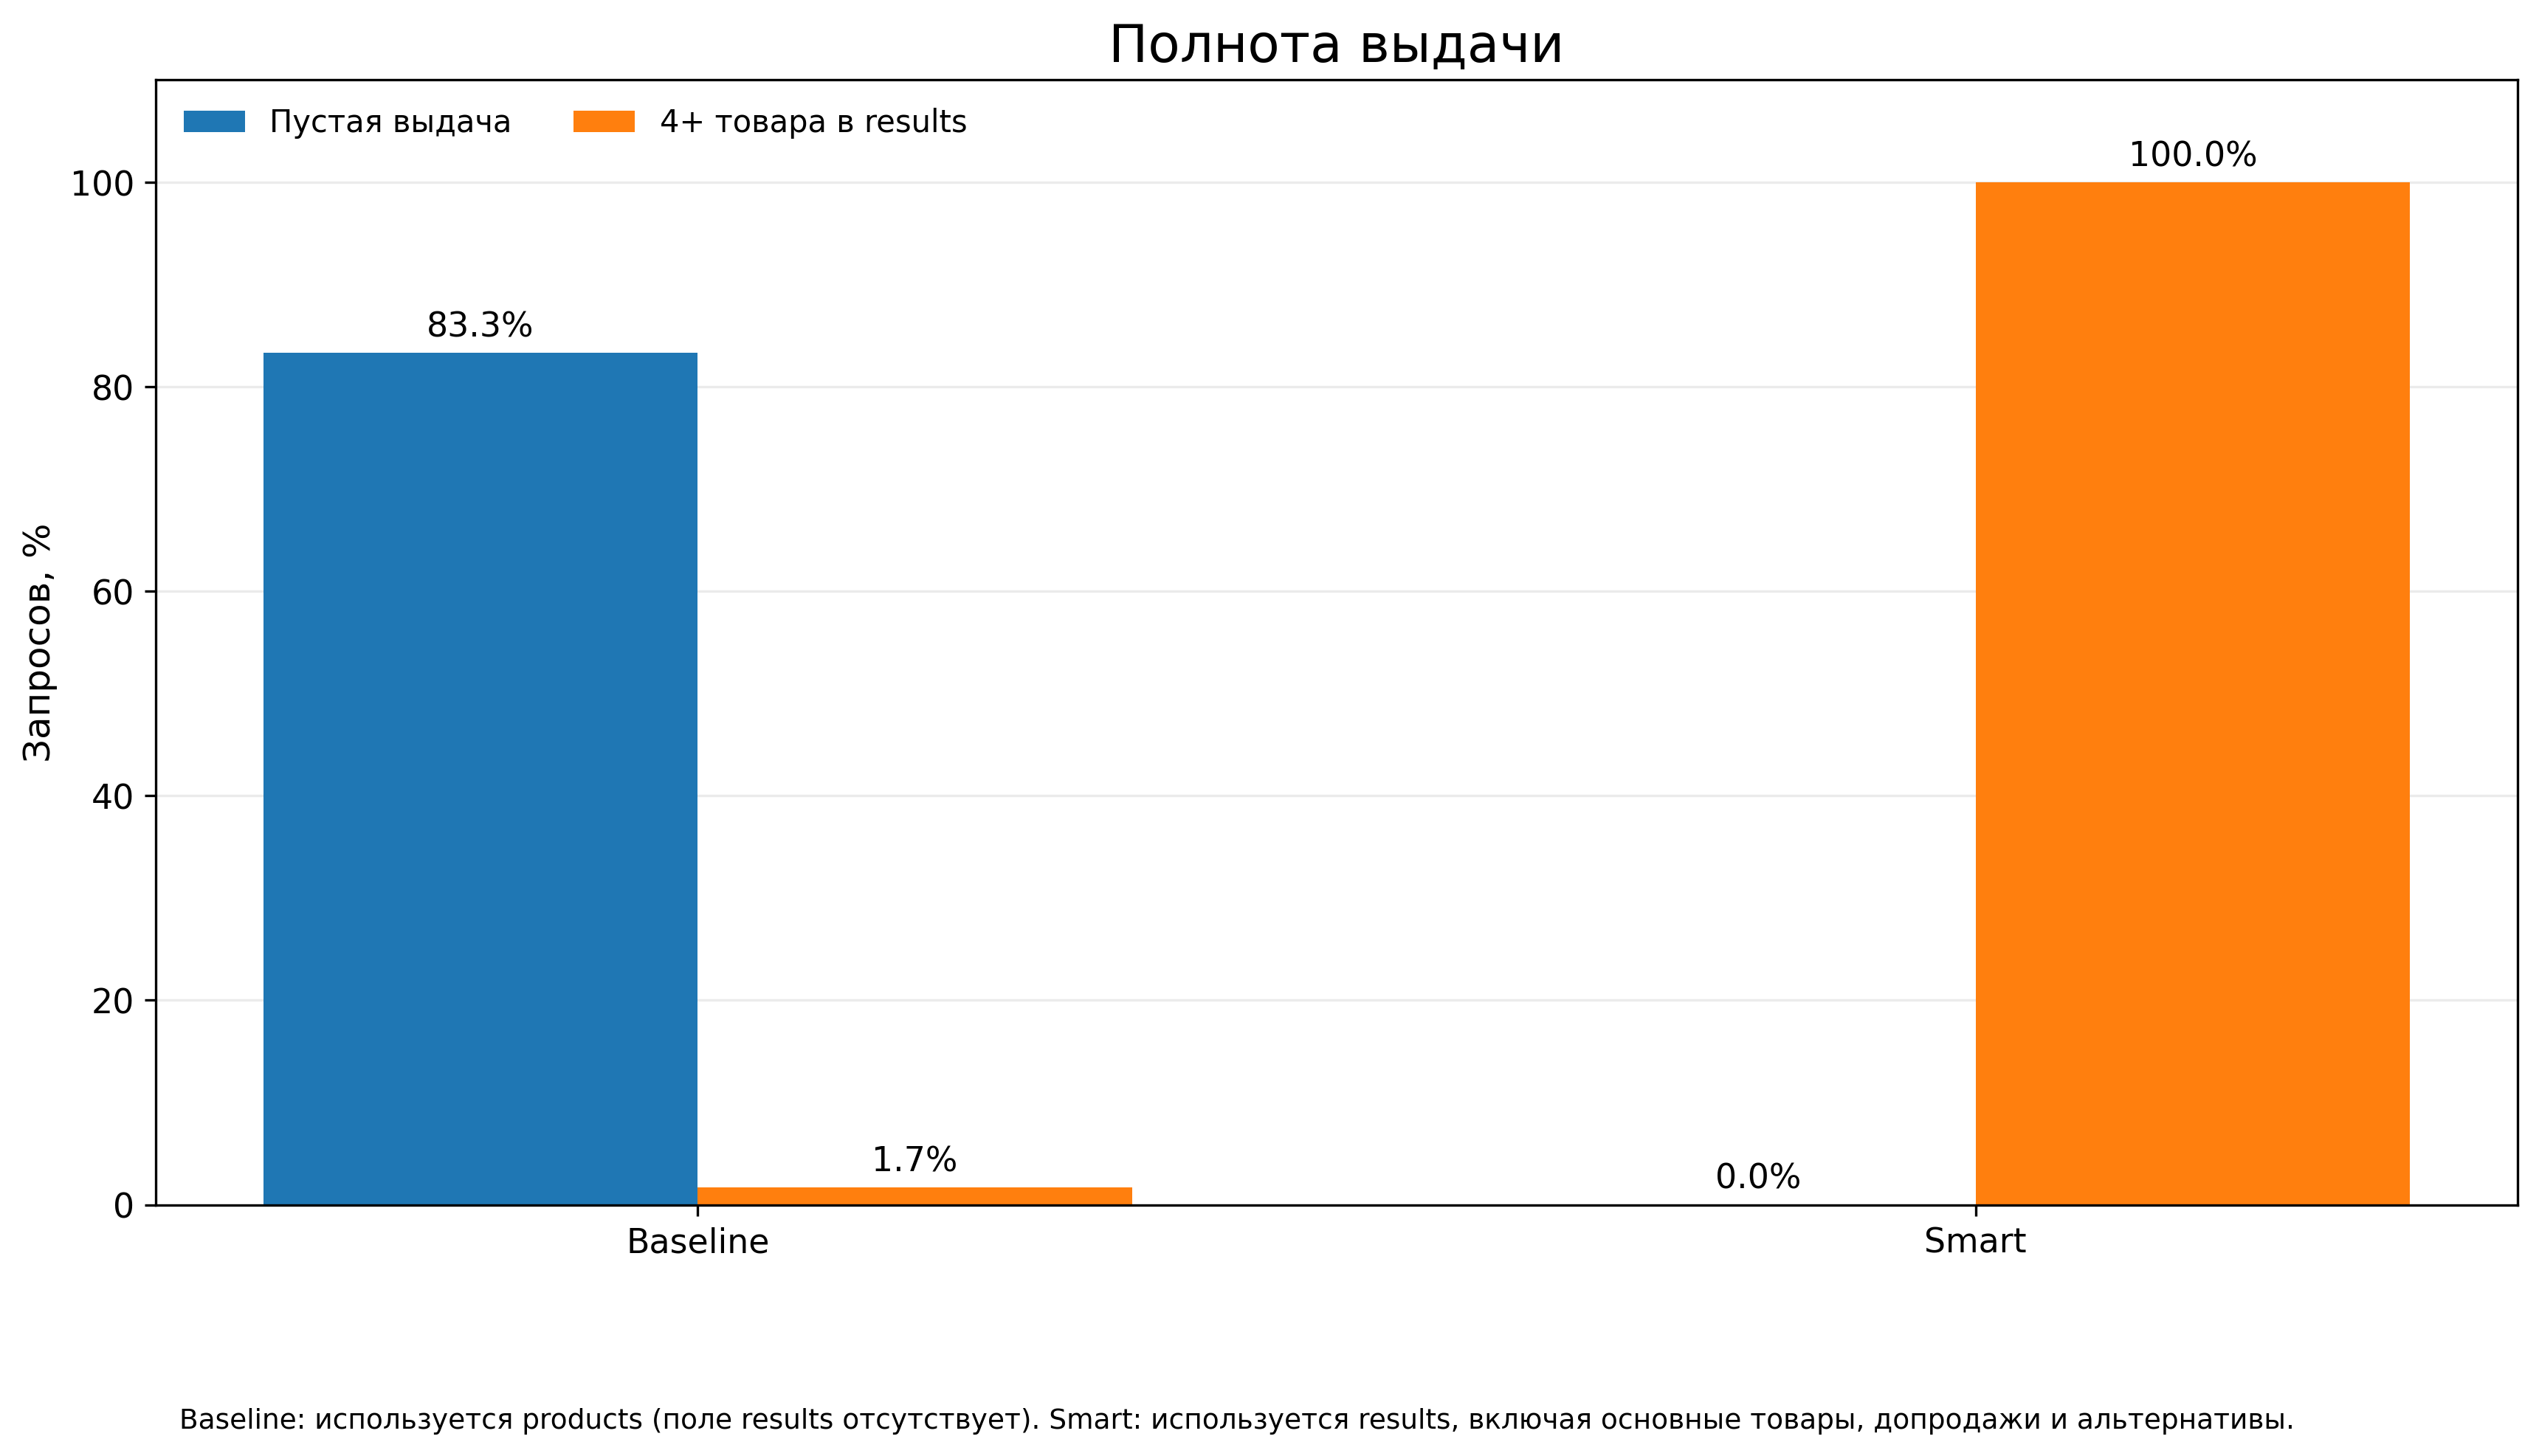 Полнота выдачи
Пустая выдача
4+ товара в results
100.0%
83.3%
1.7%
0.0%
Запросов, %
100
80
60
40
20
0
Baseline
Smart
Baseline: используется products (поле results отсутствует). Smart: используется results, включая основные товары, допродажи и альтернативы.